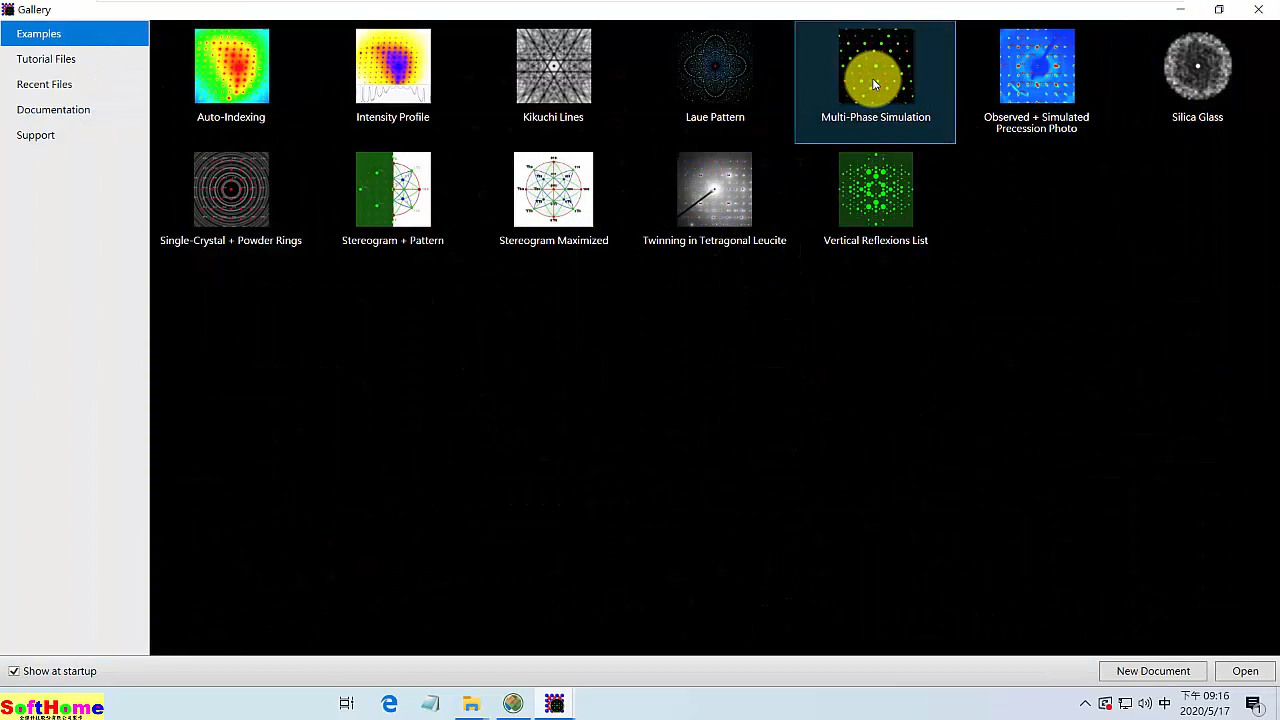 Gallery
Examples
Tutorial Files
Recent Files
Documentation
Support
Auto-Indexing
Intensity Profile
Kikuchi Lines
Laue Pattern
Multi-Phase Simulation
Observed + Simulated
Precession Photo
Silica Glass
Single-Crystal + Powder Rings
Stereogram + Pattern
Stereogram Maximized
Twinning in Tetragonal Leucite
Vertical Reflexions List
Show at startup
New Document
Open
SoftHome
中
下午 09:16
2020/5/17
1